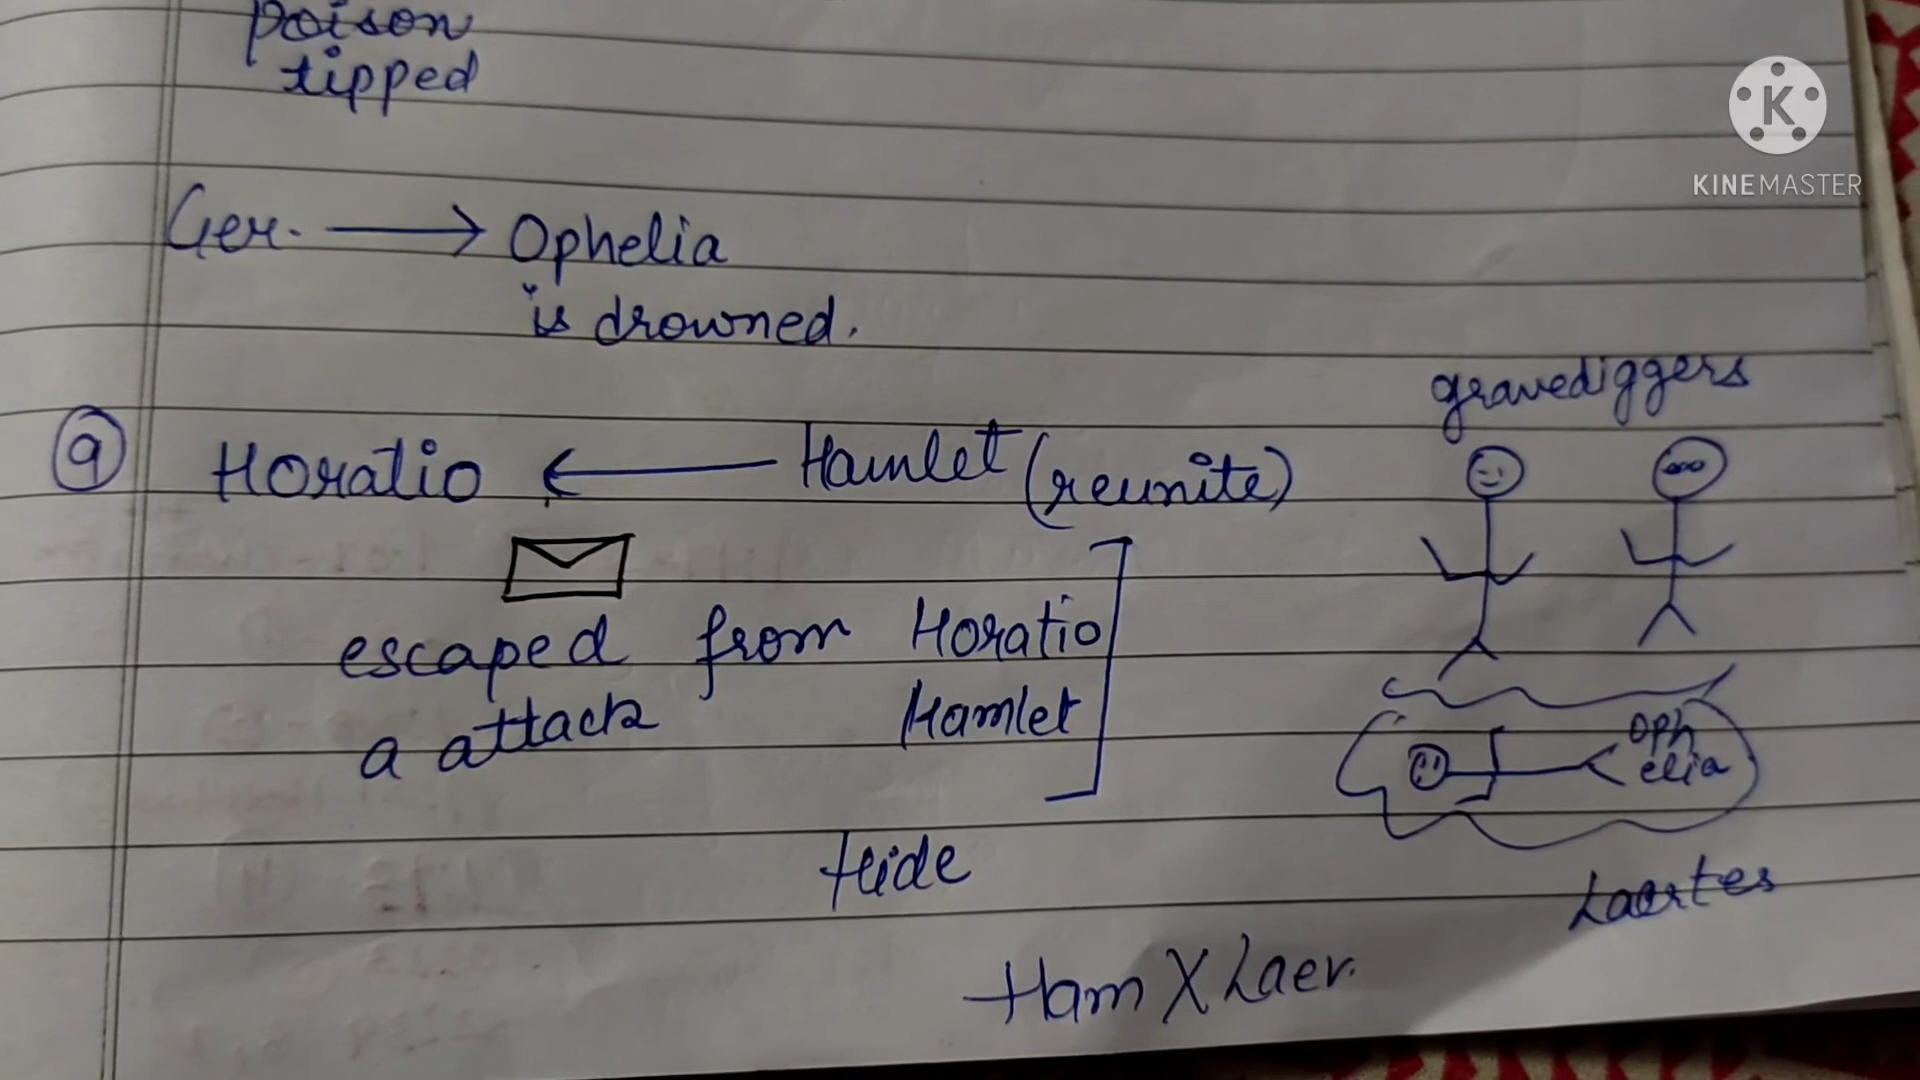 poison
tipped
K
KINEMASTER
Ger. → Ophelia
is drowned.
gravediggers
9 Horatio ← Hamlet (reunite)
escaped from Horatio
a attack Hamlet
Oph
elia
Hide
Laertes
Ham X Laer.